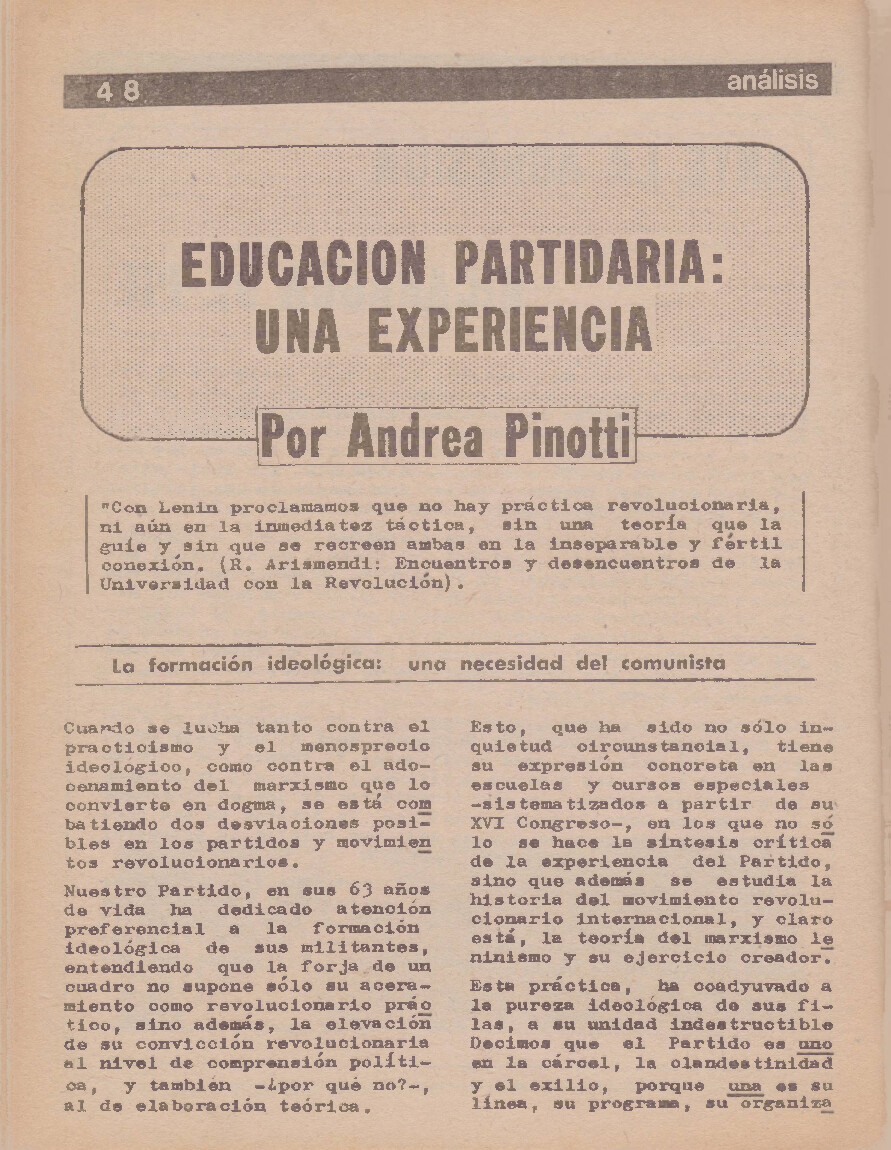 48
análisis
EDUCACION PARTIDARIA:
UNA EXPERIENCIA
Por Andrea Pinotti
"Con Lenin proclamamos que no hay práctica revolucionaria,
ni aún en la inmediatez táctica, sin una teoría que la
guíe y sin que se recreen ambas en la inseparable y fértil
conexión. (R. Arismendi: Encuentros y desencuentros de la
Universidad con la Revolución).
La formación ideológica: una necesidad del comunista
Cuando se lucha tanto contra el
practicismo y el menosprecio
ideológico, como contra el ado-
cenamiento del marxismo que lo
convierte en dogma, se está com
batiendo dos desviaciones posi-
bles en los partidos y movimien
tos revolucionarios.
Nuestro Partido, en sus 63 años
de vida ha dedicado atención
preferencial a la formación
ideológica de sus militantes,
entendiendo que la forja de un
cuadro no supone sólo su acera-
miento como revolucionario prác
tico, sino además, la elevación
de su convicción revolucionaria
al nivel de comprensión políti-
ca, y también -¿por qué no?-,
al de elaboración teórica.
Esto, que ha sido no sólo in-
quietud circunstancial, tiene
su expresión concreta en las
escuelas y cursos especiales
-sistematizados a partir de su
XVI Congreso-, en los que no só
lo se hace la síntesis crítica
de la experiencia del Partido,
sino que además se estudia la
historia del movimiento revolu-
cionario internacional, y claro
está, la teoría del marxismo le
ninismo y su ejercicio creador.
Esta práctica, ha coadyuvado a
la pureza ideológica de sus fi-
las, a su unidad indestructible
Decimos que el Partido es uno
en la cárcel, la clandestinidad
y el exilio, porque una es su
línea, su programa, su organiza